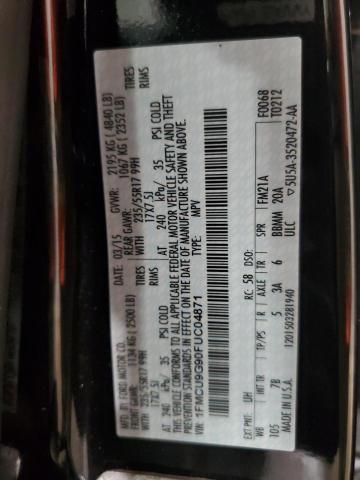 MFD. BY FORD MOTOR CO.
DATE: 03/15 GVWR: 2195 KG ( 4840 LB)
FRONT GAWR: 1134 KG ( 2500 LB) REAR GAWR: 1067 KG ( 2352 LB)
235/55R17 99H TIRES WITH 235/55R17 99H TIRES
17X7.5J RIMS 17X7.5J RIMS
AT 240 kPa/ 35 PSI COLD AT 240 kPa/ 35 PSI COLD
THIS VEHICLE CONFORMS TO ALL APPLICABLE FEDERAL MOTOR VEHICLE SAFETY AND THEFT
PREVENTION STANDARDS IN EFFECT ON THE DATE OF MANUFACTURE SHOWN ABOVE.
VIN: 1FMCU9G90FUC04871
TYPE: MPV
F0068
T0212
EXT PNT: UH RC: 58 DSO: FM21A
WB INT TR TP/PS R AXLE TR SPR
105 7B 5 3A 6 BBMM 20A
ULC
MADE IN U.S.A. 1201503281940 ▽5U5A-3520472-AA